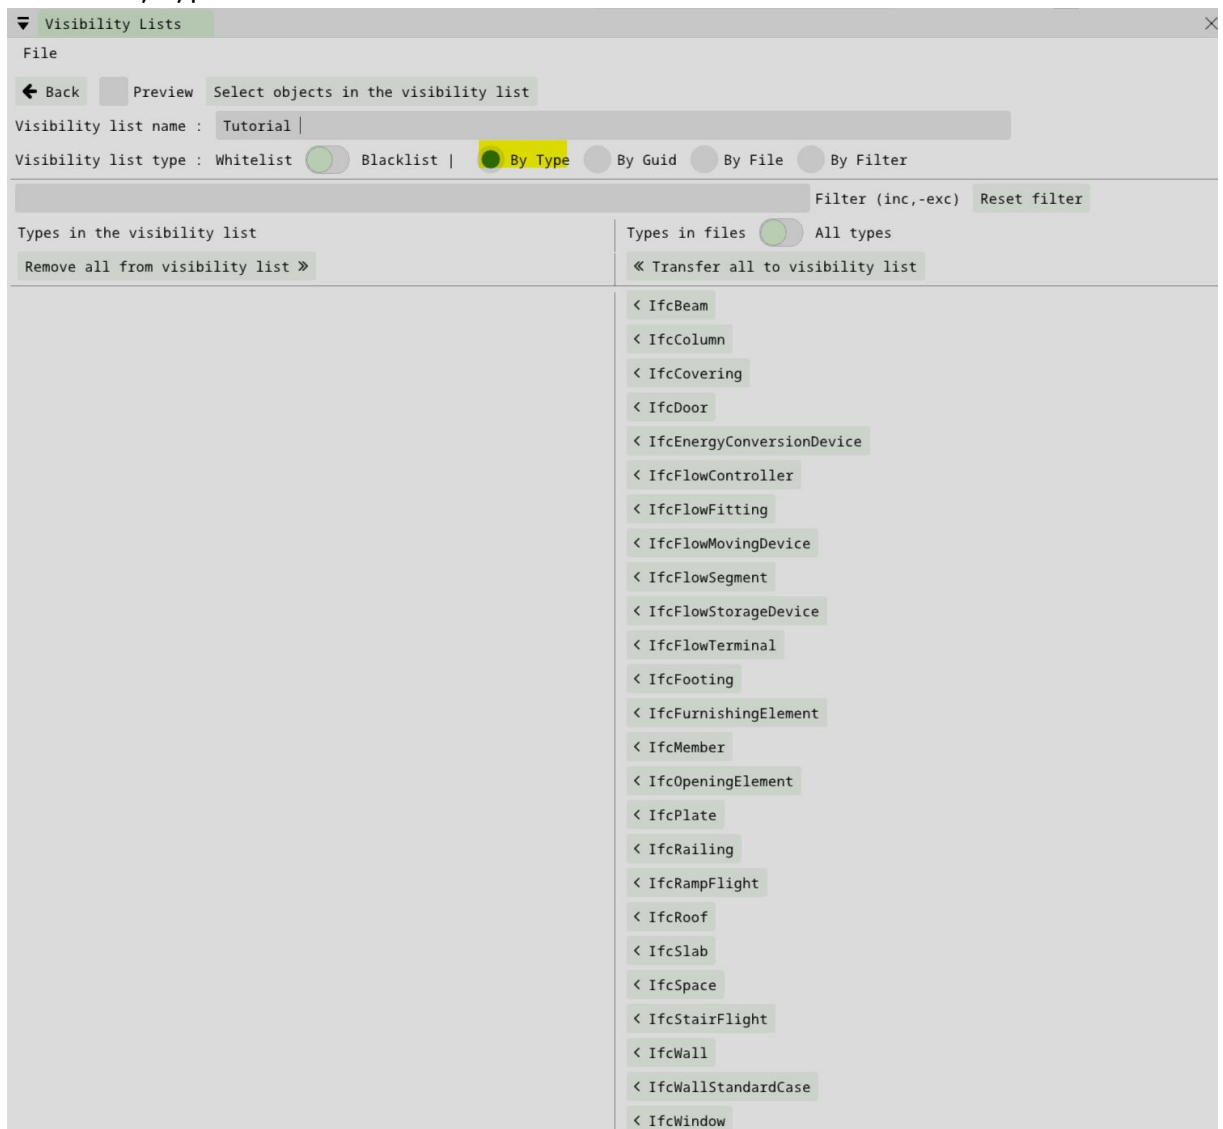 Visibility Lists
File
Back Preview Select objects in the visibility list
Visibility list name : Tutorial
Visibility list type : Whitelist Blacklist | By Type By Guid By File By Filter
Filter (inc,-exc) Reset filter
Types in the visibility list Types in files All types
Remove all from visibility list » « Transfer all to visibility list
< IfcBeam
< IfcColumn
< IfcCovering
< IfcDoor
< IfcEnergyConversionDevice
< IfcFlowController
< IfcFlowFitting
< IfcFlowMovingDevice
< IfcFlowSegment
< IfcFlowStorageDevice
< IfcFlowTerminal
< IfcFooting
< IfcFurnishingElement
< IfcMember
< IfcOpeningElement
< IfcPlate
< IfcRailing
< IfcRampFlight
< IfcRoof
< IfcSlab
< IfcSpace
< IfcStairFlight
< IfcWall
< IfcWallStandardCase
< IfcWindow